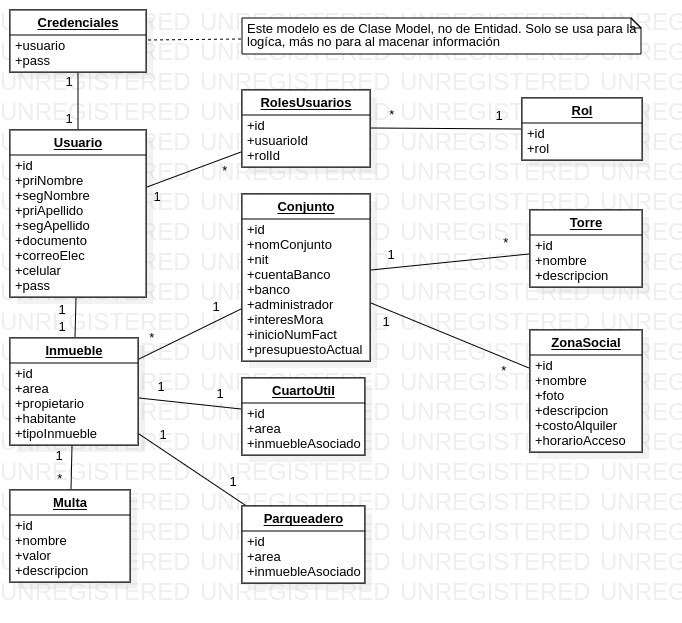 Credenciales
+usuario
+pass
Este modelo es de Clase Model, no de Entidad. Solo se usa para la
logíca, más no para al macenar información
1
1
Usuario
+id
+priNombre
+segNombre
+priApellido
+segApellido
+documento
+correoElec
+celular
+pass
1
*
RolesUsuarios
+id
+usuarioId
+rolId
*
1
Rol
+id
+rol
Conjunto
+id
+nomConjunto
+nit
+cuentaBanco
+banco
+administrador
+interesMora
+inicioNumFact
+presupuestoActual
1
*
Torre
+id
+nombre
+descripcion
1
*
ZonaSocial
+id
+nombre
+foto
+descripcion
+costoAlquiler
+horarioAcceso
1
1
*
1
Inmueble
+id
+area
+propietario
+habitante
+tipoInmueble
1
1
CuartoUtil
+id
+area
+inmuebleAsociado
1
1
Parqueadero
+id
+area
+inmuebleAsociado
1
*
Multa
+id
+nombre
+valor
+descripcion
UNREGISTERED UNREGISTERED UNREGISTERED